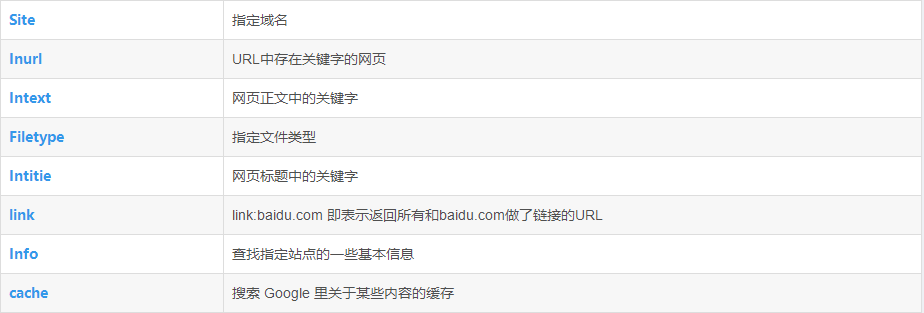 Site 指定域名
Inurl URL中存在关键字的网页
Intext 网页正文中的关键字
Filetype 指定文件类型
Intitie 网页标题中的关键字
link link:baidu.com 即表示返回所有和baidu.com做了链接的URL
Info 查找指定站点的一些基本信息
cache 搜索 Google 里关于某些内容的缓存